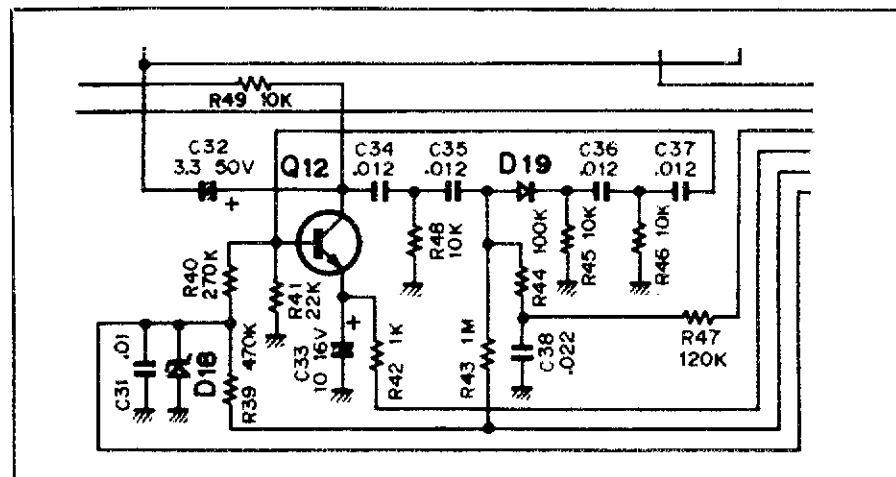 R49 10K
C32
3.3 50V
+
Q12
C34
.012
C35
.012
D19
C36
.012
C37
.012
R48
10K
100K
R44
R45 10K
R46 10K
R40
270K
R41
22K
+
C33
10 16V
1K
R42
1M
R43
C38
.022
R47
120K
.01
C31
D18
470K
R39